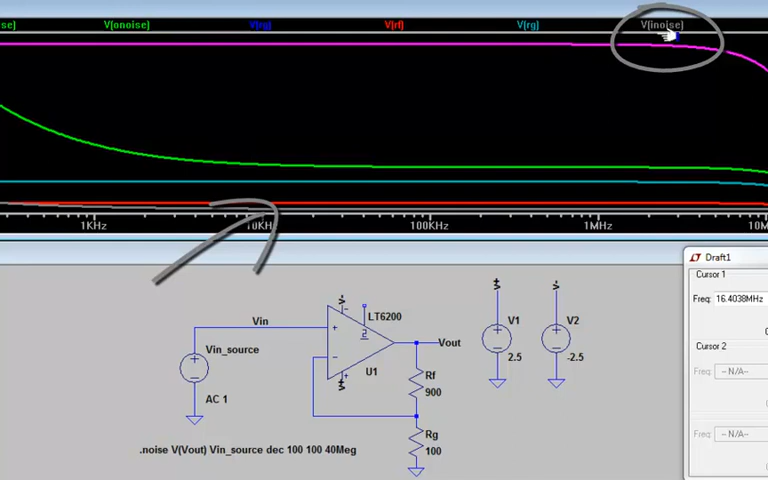 se) V(onoise) V(rg) V(rf) V(rg) V(inoise)
1KHz 10KHz 100KHz 1MHz 10M
Draft1
Cursor 1
Freq: 16.4038MHz
Cursor 2
Freq: -- N/A--
Freq: -- N/A--
Vin
Vin_source
AC 1
LT6200
U1
Vout
Rf
900
Rg
100
V1
2.5
V2
-2.5
.noise V(Vout) Vin_source dec 100 100 40Meg